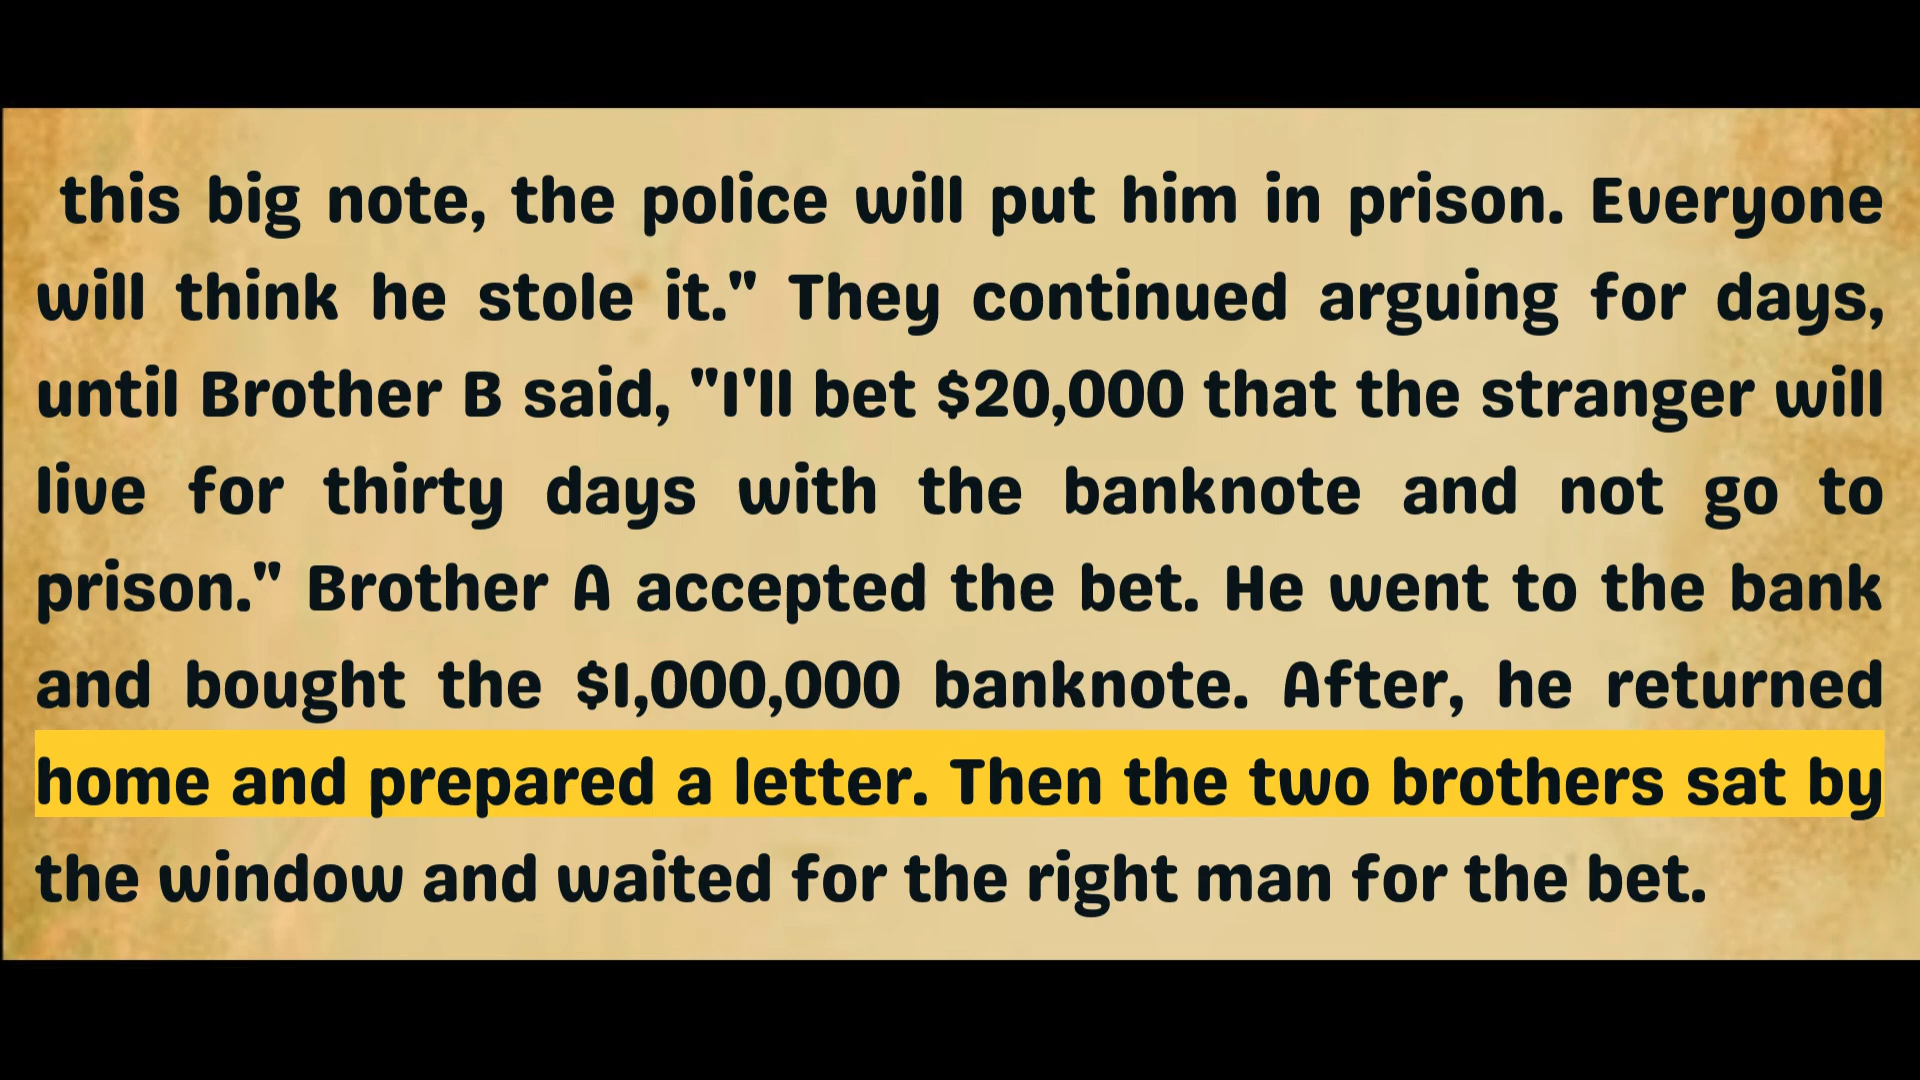 this big note, the police will put him in prison. Everyone
will think he stole it." They continued arguing for days,
until Brother B said, "I'll bet $20,000 that the stranger will
live for thirty days with the banknote and not go to
prison." Brother A accepted the bet. He went to the bank
and bought the $1,000,000 banknote. After, he returned
home and prepared a letter. Then the two brothers sat by
the window and waited for the right man for the bet.